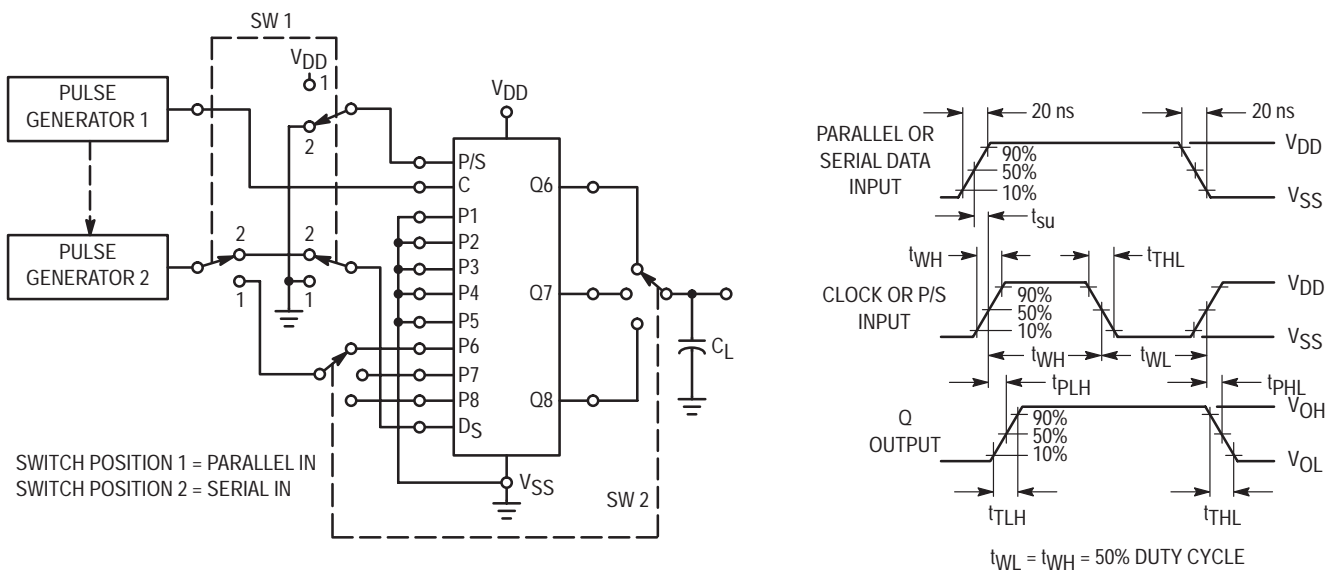 SW 1
VDD
1
2
PULSE
GENERATOR 1
PULSE
GENERATOR 2
2
1
2
1
VDD
P/S
C
P1
P2
P3
P4
P5
P6
P7
P8
DS
Q6
Q7
Q8
VSS
CL
SW 2
SWITCH POSITION 1 = PARALLEL IN
SWITCH POSITION 2 = SERIAL IN
20 ns
20 ns
PARALLEL OR
SERIAL DATA
INPUT
90%
50%
10%
VDD
VSS
tsu
tWH
tTHL
CLOCK OR P/S
INPUT
90%
50%
10%
VDD
VSS
tWH
tWL
tPLH
tPHL
Q
OUTPUT
90%
50%
10%
VOH
VOL
tTLH
tTHL
tWL = tWH = 50% DUTY CYCLE